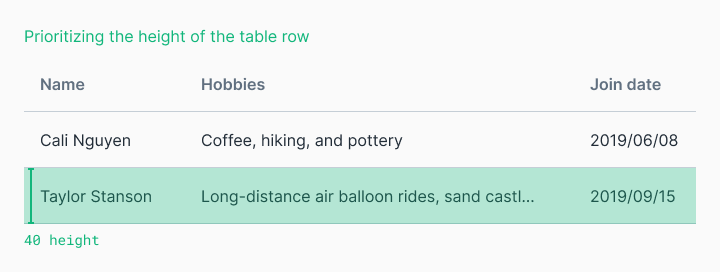 Prioritizing the height of the table row
Name Hobbies Join date
Cali Nguyen Coffee, hiking, and pottery 2019/06/08
Taylor Stanson Long-distance air balloon rides, sand castl... 2019/09/15
40 height